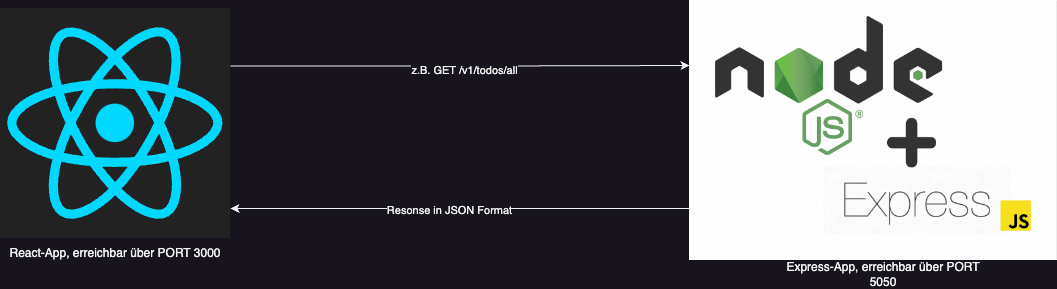 z.B. GET /v1/todos/all
node
JS
®
+
Express
JS
Resonse in JSON Format
React-App, erreichbar über PORT 3000
Express-App, erreichbar über PORT
5050